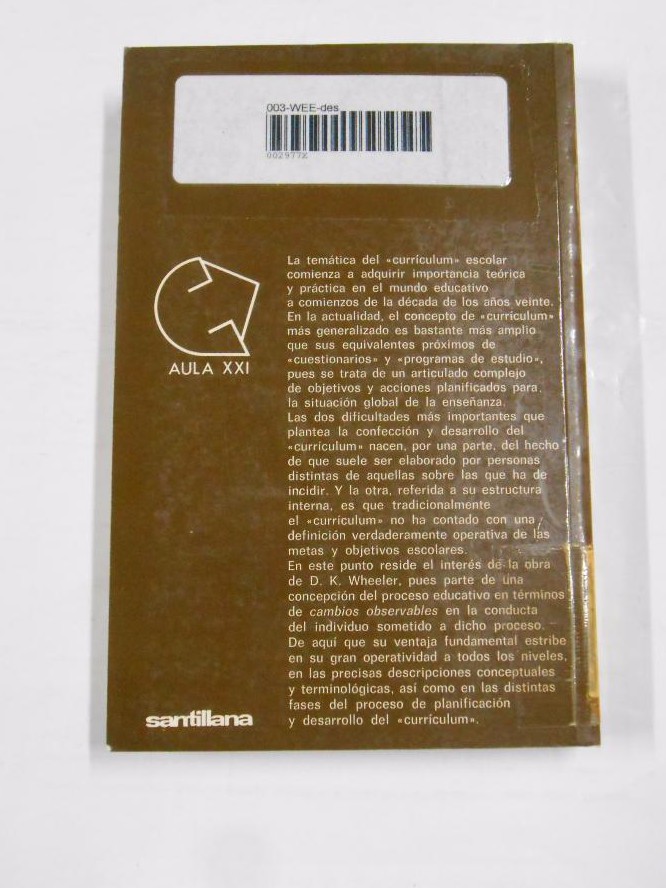 003-WEE-des
002977X
La temática del «currículum» escolar
comienza a adquirir importancia teórica
y práctica en el mundo educativo
a comienzos de la década de los años veinte.
En la actualidad, el concepto de «currículum»
más generalizado es bastante más amplio
que sus equivalentes próximos de
«cuestionarios» y «programas de estudio»,
pues se trata de un articulado complejo
de objetivos y acciones planificados para
la situación global de la enseñanza.
Las dos dificultades más importantes que
plantea la confección y desarrollo del
«currículum» nacen, por una parte, del hecho
de que suele ser elaborado por personas
distintas de aquellas sobre las que ha de
incidir. Y la otra, referida a su estructura
interna, es que tradicionalmente
el «currículum» no ha contado con una
definición verdaderamente operativa de las
metas y objetivos escolares.
En este punto reside el interés de la obra
de D. K. Wheeler, pues parte de una
concepción del proceso educativo en términos
de cambios observables en la conducta
del individuo sometido a dicho proceso.
De aquí que su ventaja fundamental estribe
en su gran operatividad a todos los niveles,
en las precisas descripciones conceptuales
y terminológicas, así como en las distintas
fases del proceso de planificación
y desarrollo del «currículum».
AULA XXI
santillana